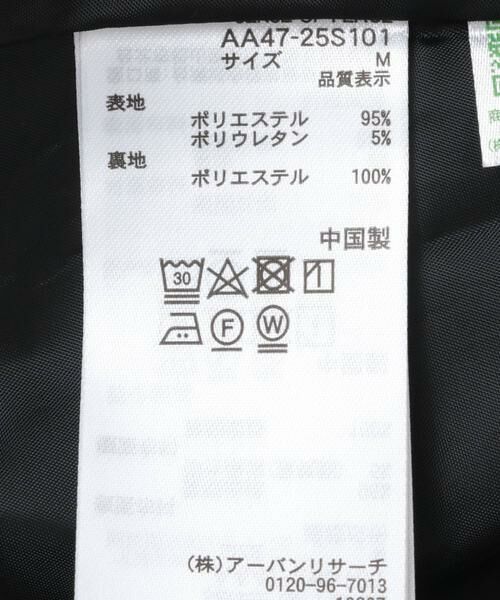 AA47-25S101
サイズ M
品質表示
表地
ポリエステル 95%
ポリウレタン 5%
裏地
ポリエステル 100%
中国製
30
F W
(株)アーバンリサーチ
0120-96-7013